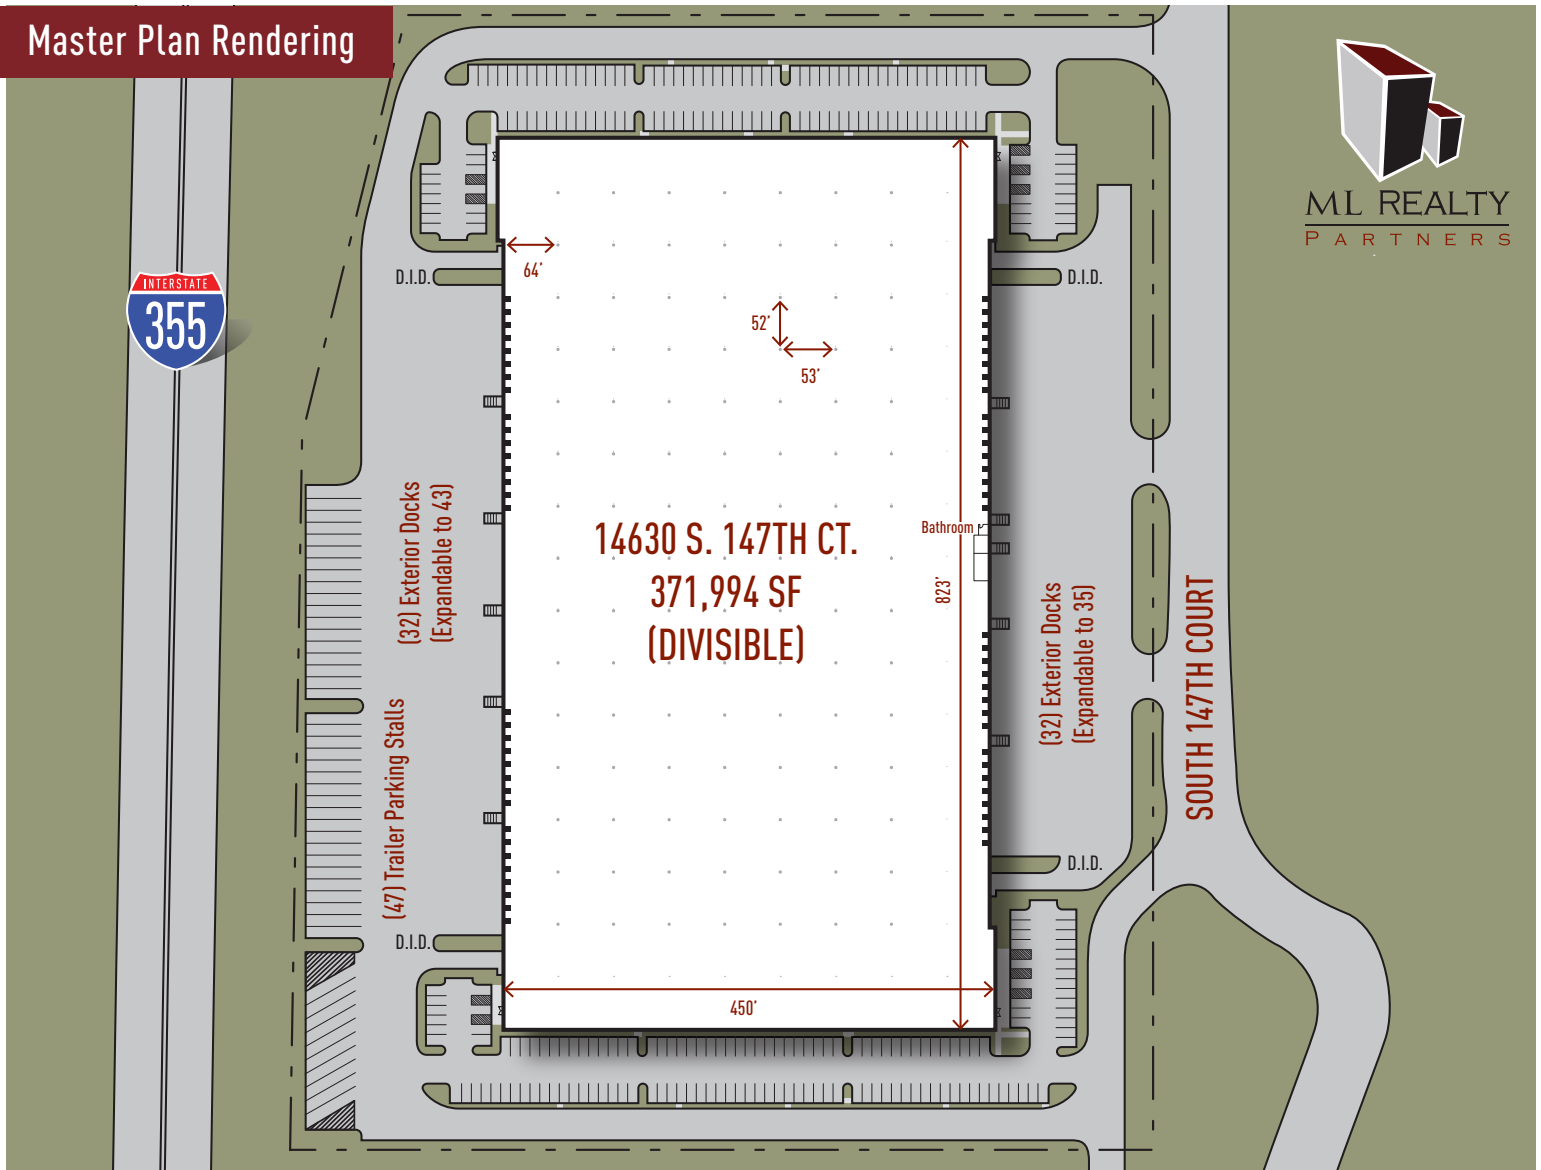 Master Plan Rendering
ML REALTY
PARTNERS
INTERSTATE
355
D.I.D.
64'
D.I.D.
52'
53'
(32) Exterior Docks
(Expandable to 43)
14630 S. 147TH CT.
371,994 SF
(DIVISIBLE)
Bathroom
823'
(32) Exterior Docks
(Expandable to 35)
SOUTH 147TH COURT
(47) Trailer Parking Stalls
D.I.D.
D.I.D.
450'